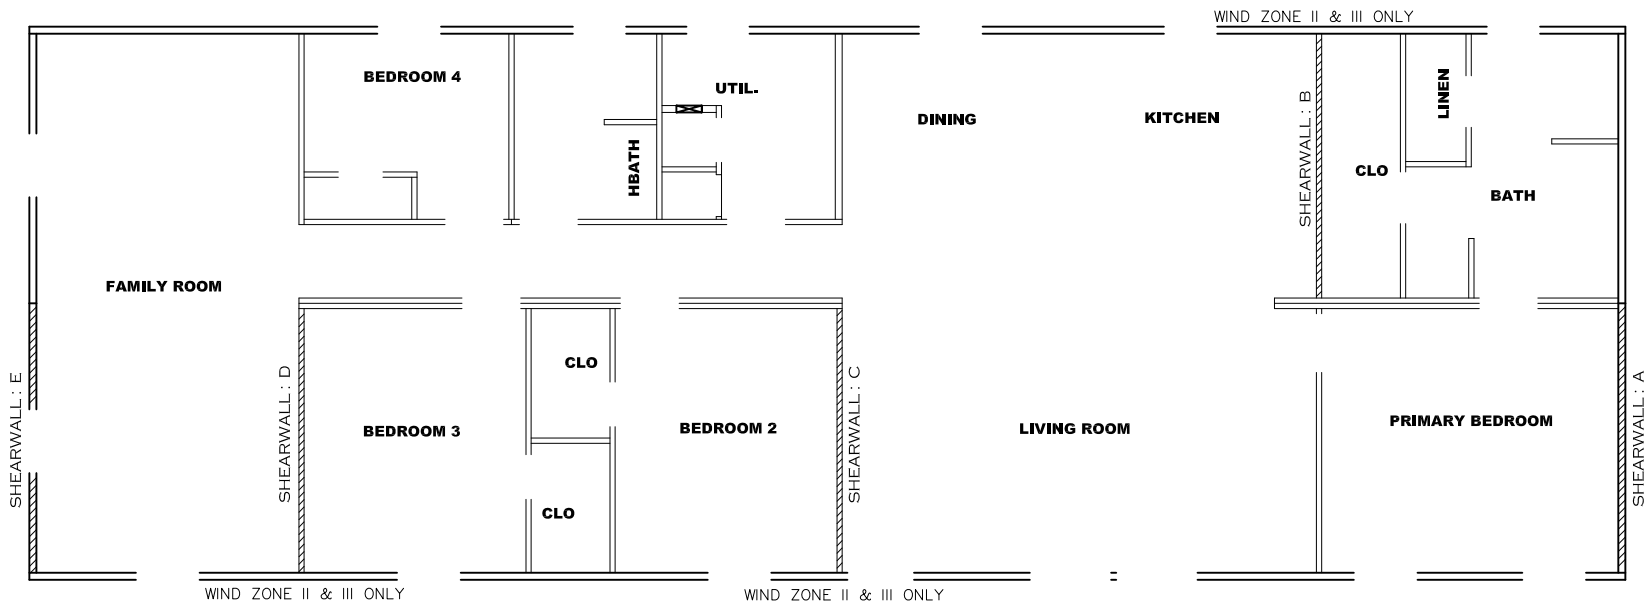 WIND ZONE II & III ONLY
BEDROOM 4
UTIL.
LINEN
DINING
KITCHEN
SHEARWALL: B
HBATH
CLO
BATH
FAMILY ROOM
CLO
SHEARWALL: E
SHEARWALL: D
BEDROOM 3
BEDROOM 2
SHEARWALL: C
LIVING ROOM
PRIMARY BEDROOM
SHEARWALL: A
CLO
WIND ZONE II & III ONLY
WIND ZONE II & III ONLY